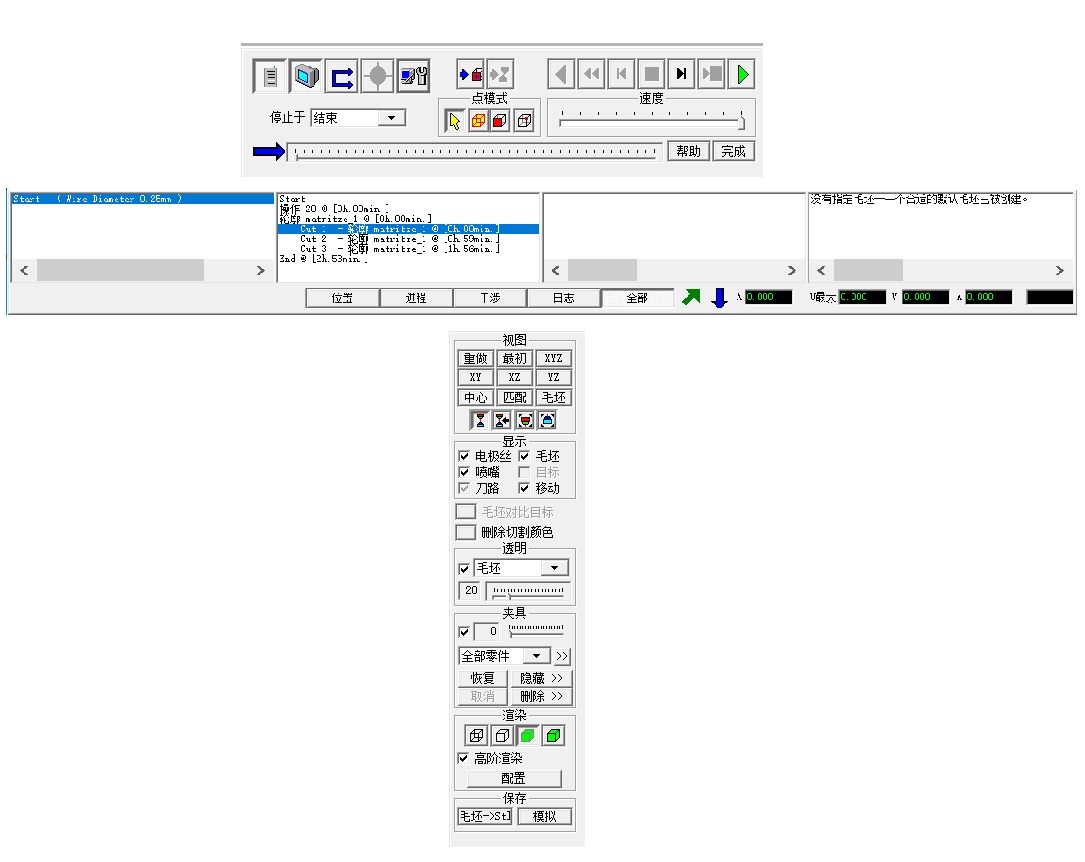 点模式
速度
停止于 结束
帮助 完成
Start ( Wire Diameter 0.25mm )
没有指定毛坯——一个合适的默认毛坯已被创建。
Start
操作 20 @ [0h.00min.]
轮廓 matritze_1 @ [0h.00min.]
Cut 1 - 轮廓 matritze_1 @ [0h.00min.]
Cut 2 - 轮廓 matritze_1 @ [0h.59min.]
Cut 3 - 轮廓 matritze_1 @ [1h.56min.]
End @ [2h.53min.]
位置 进程 干涉 日志 全部 0.000 0.000 0.000 0.000
视图
重做 最初 XYZ
XY XZ YZ
中心 匹配 毛坯
显示
电极丝 毛坯
喷嘴 目标
刀路 移动
毛坯对比目标
删除切割颜色
透明
毛坯
20
夹具
0
全部零件 >>
恢复 隐藏 >>
取消 删除 >>
渲染
高阶渲染
配置
保存
毛坯->Stl 模拟